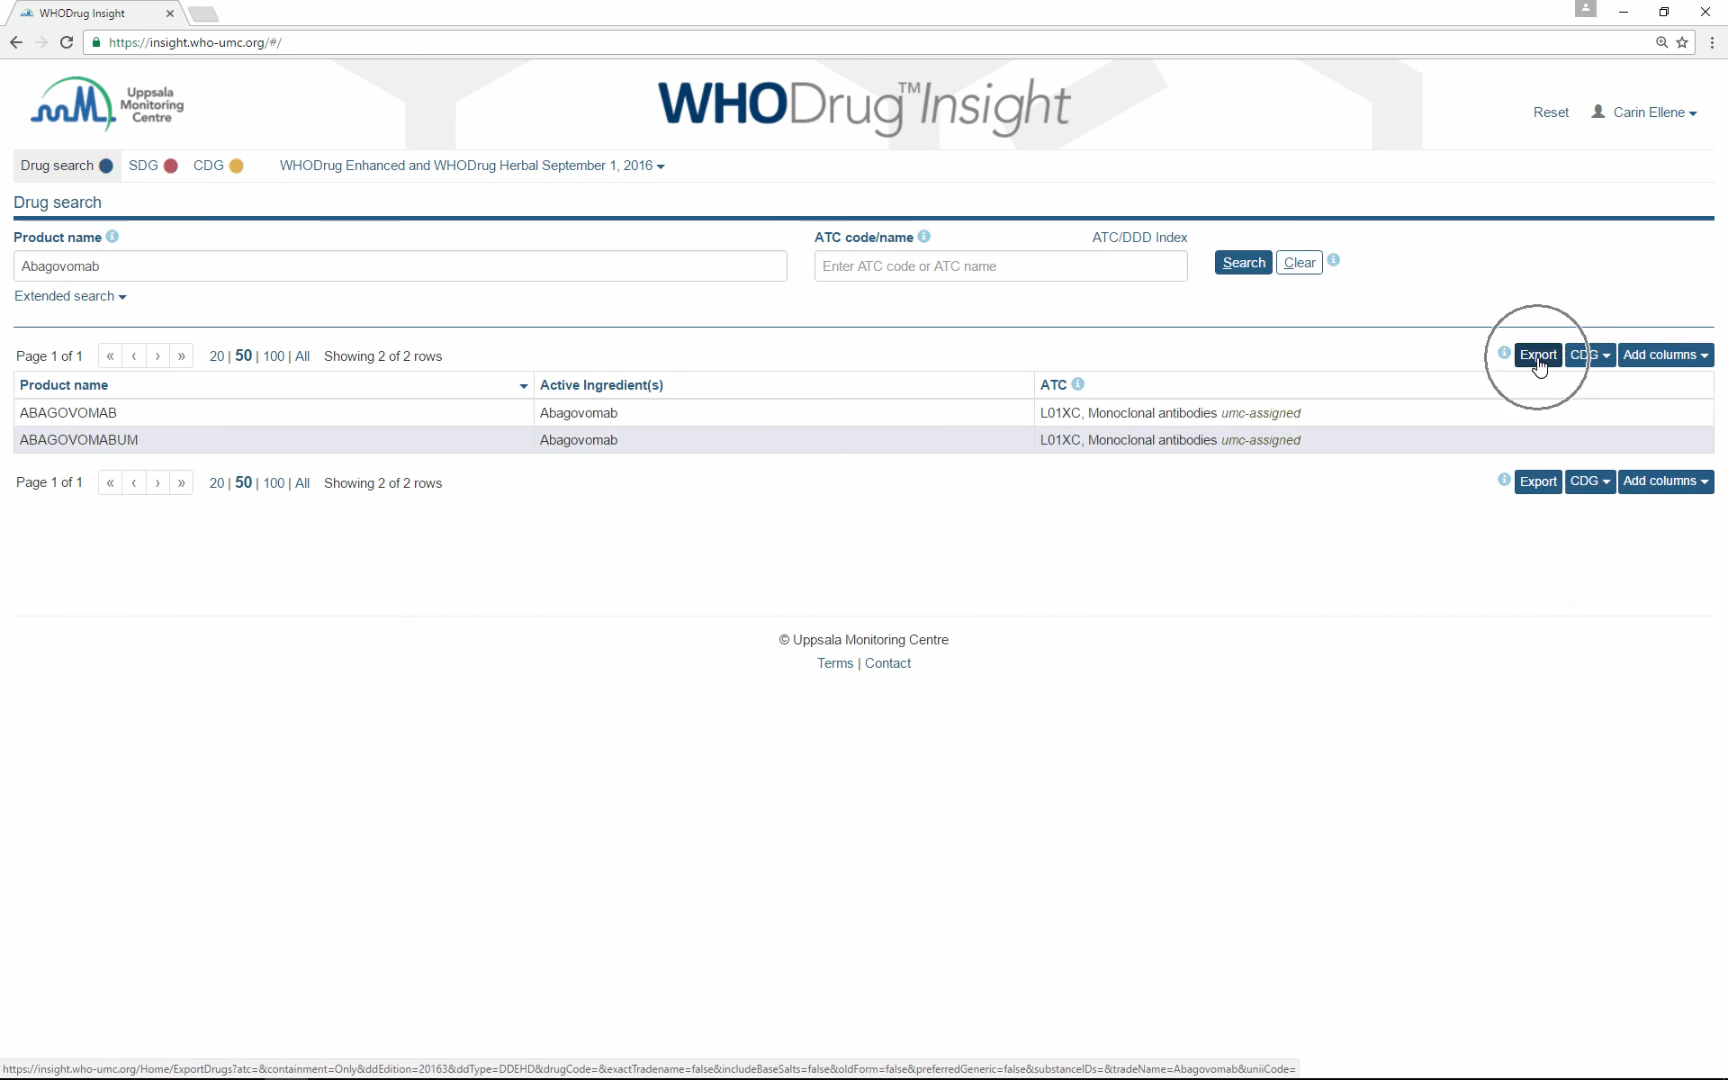 WHODrug Insight
https://insight.who-umc.org/#/
Uppsala
Monitoring
Centre
WHODrug™Insight
Reset Carin Ellene
Drug search SDG CDG WHODrug Enhanced and WHODrug Herbal September 1, 2016
Drug search
Product name ATC code/name ATC/DDD Index
Abagovomab Enter ATC code or ATC name Search Clear
Extended search
Page 1 of 1 « ‹ › » 20 | 50 | 100 | All Showing 2 of 2 rows Export CDG Add columns
Product name Active Ingredient(s) ATC
ABAGOVOMAB Abagovomab L01XC, Monoclonal antibodies umc-assigned
ABAGOVOMABUM Abagovomab L01XC, Monoclonal antibodies umc-assigned
Page 1 of 1 « ‹ › » 20 | 50 | 100 | All Showing 2 of 2 rows Export CDG Add columns
© Uppsala Monitoring Centre
Terms | Contact
https://insight.who-umc.org/Home/ExportDrugs?atc=&containment=Only&ddEdition=20163&ddType=DDEHD&drugCode=&exactTradename=false&includeBaseSalts=false&oldForm=false&preferredGeneric=false&substanceIDs=&tradeName=Abagovomab&uniiCode=